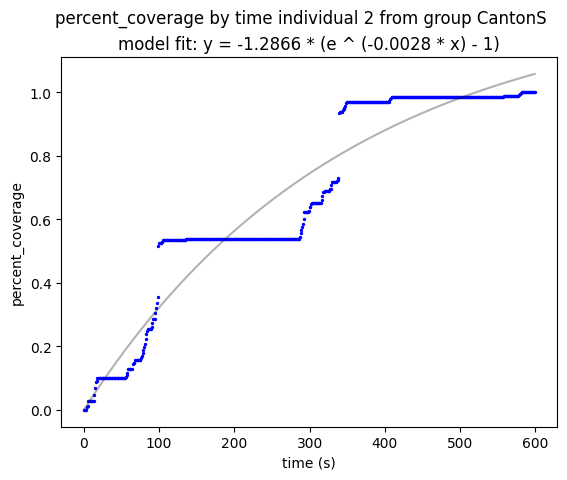 percent_coverage by time individual 2 from group CantonS
model fit: y = -1.2866 * (e ^ (-0.0028 * x) - 1)
1.0
0.8
0.6
0.4
0.2
0.0
percent_coverage
0 100 200 300 400 500 600
time (s)